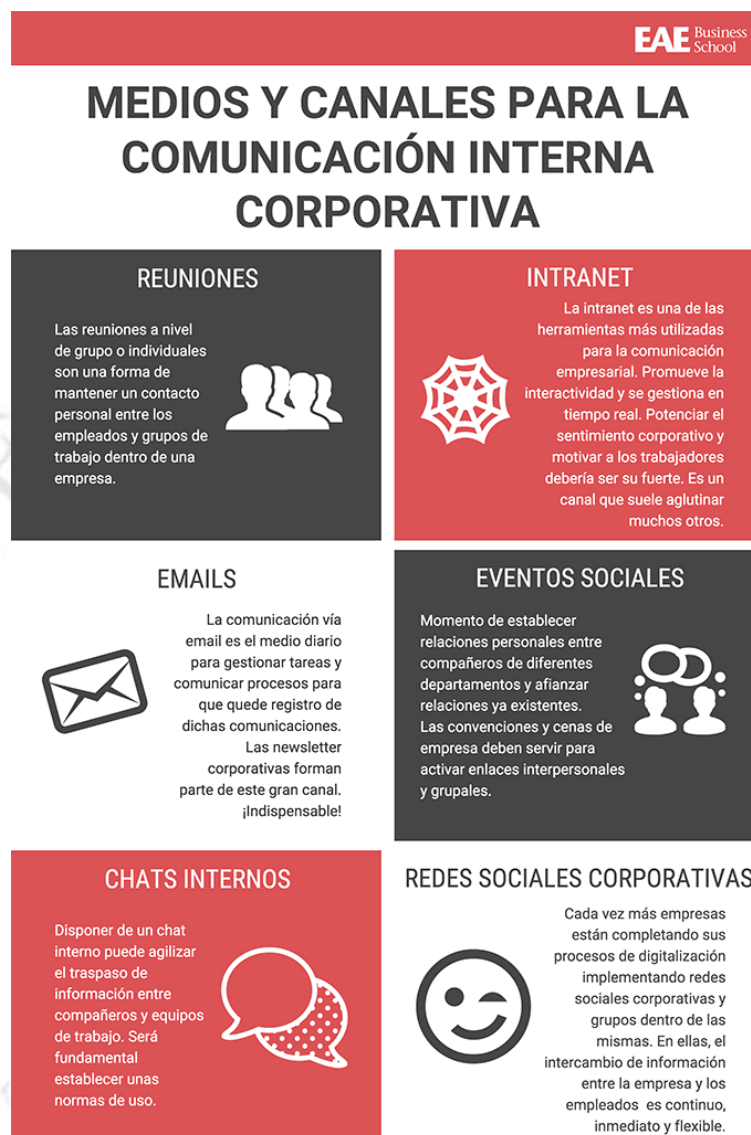 EAE Business
School
MEDIOS Y CANALES PARA LA
COMUNICACIÓN INTERNA
CORPORATIVA
REUNIONES
Las reuniones a nivel
de grupo o individuales
son una forma de
mantener un contacto
personal entre los
empleados y grupos de
trabajo dentro de una
empresa.
INTRANET
La intranet es una de las
herramientas más utilizadas
para la comunicación
empresarial. Promueve la
interactividad y se gestiona en
tiempo real. Potenciar el
sentimiento corporativo y
motivar a los trabajadores
debería ser su fuerte. Es un
canal que suele aglutinar
muchos otros.
EMAILS
La comunicación vía
email es el medio diario
para gestionar tareas y
comunicar procesos para
que quede registro de
dichas comunicaciones.
Las newsletter
corporativas forman
parte de este gran canal.
¡Indispensable!
EVENTOS SOCIALES
Momento de establecer
relaciones personales entre
compañeros de diferentes
departamentos y afianzar
relaciones ya existentes.
Las convenciones y cenas de
empresa deben servir para
activar enlaces interpersonales
y grupales.
CHATS INTERNOS
Disponer de un chat
interno puede agilizar
el traspaso de
información entre
compañeros y equipos
de trabajo. Será
fundamental
establecer unas
normas de uso.
REDES SOCIALES CORPORATIVAS
Cada vez más empresas
están completando sus
procesos de digitalización
implementando redes
sociales corporativas y
grupos dentro de las
mismas. En ellas, el
intercambio de información
entre la empresa y los
empleados es continuo,
inmediato y flexible.